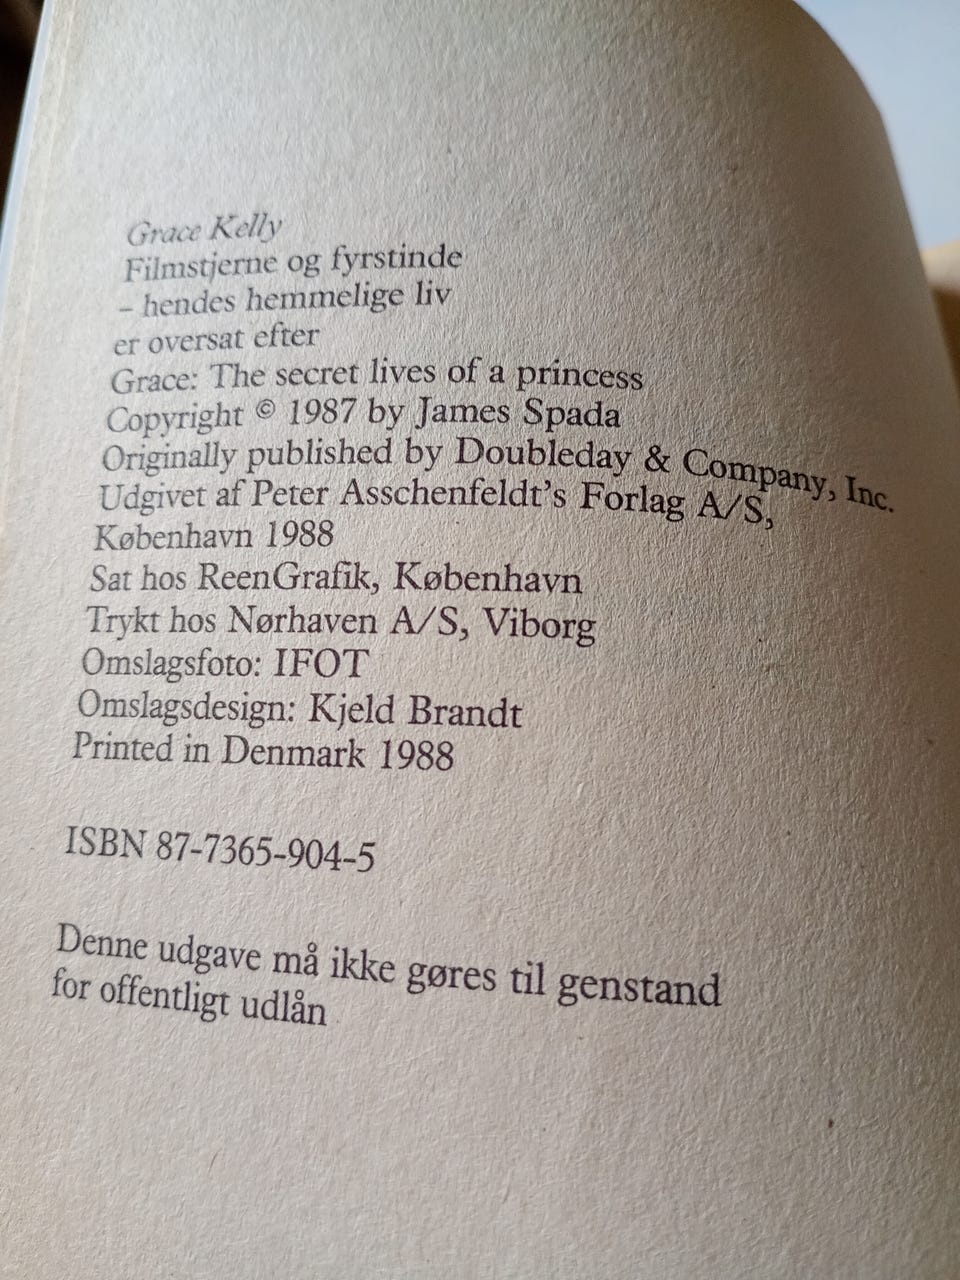 Grace Kelly
Filmstjerne og fyrstinde
– hendes hemmelige liv
er oversat efter
Grace: The secret lives of a princess
Copyright © 1987 by James Spada
Originally published by Doubleday & Company, Inc.
Udgivet af Peter Asschenfeldt's Forlag A/S,
København 1988
Sat hos ReenGrafik, København
Trykt hos Nørhaven A/S, Viborg
Omslagsfoto: IFOT
Omslagsdesign: Kjeld Brandt
Printed in Denmark 1988
ISBN 87-7365-904-5
Denne udgave må ikke gøres til genstand
for offentligt udlån